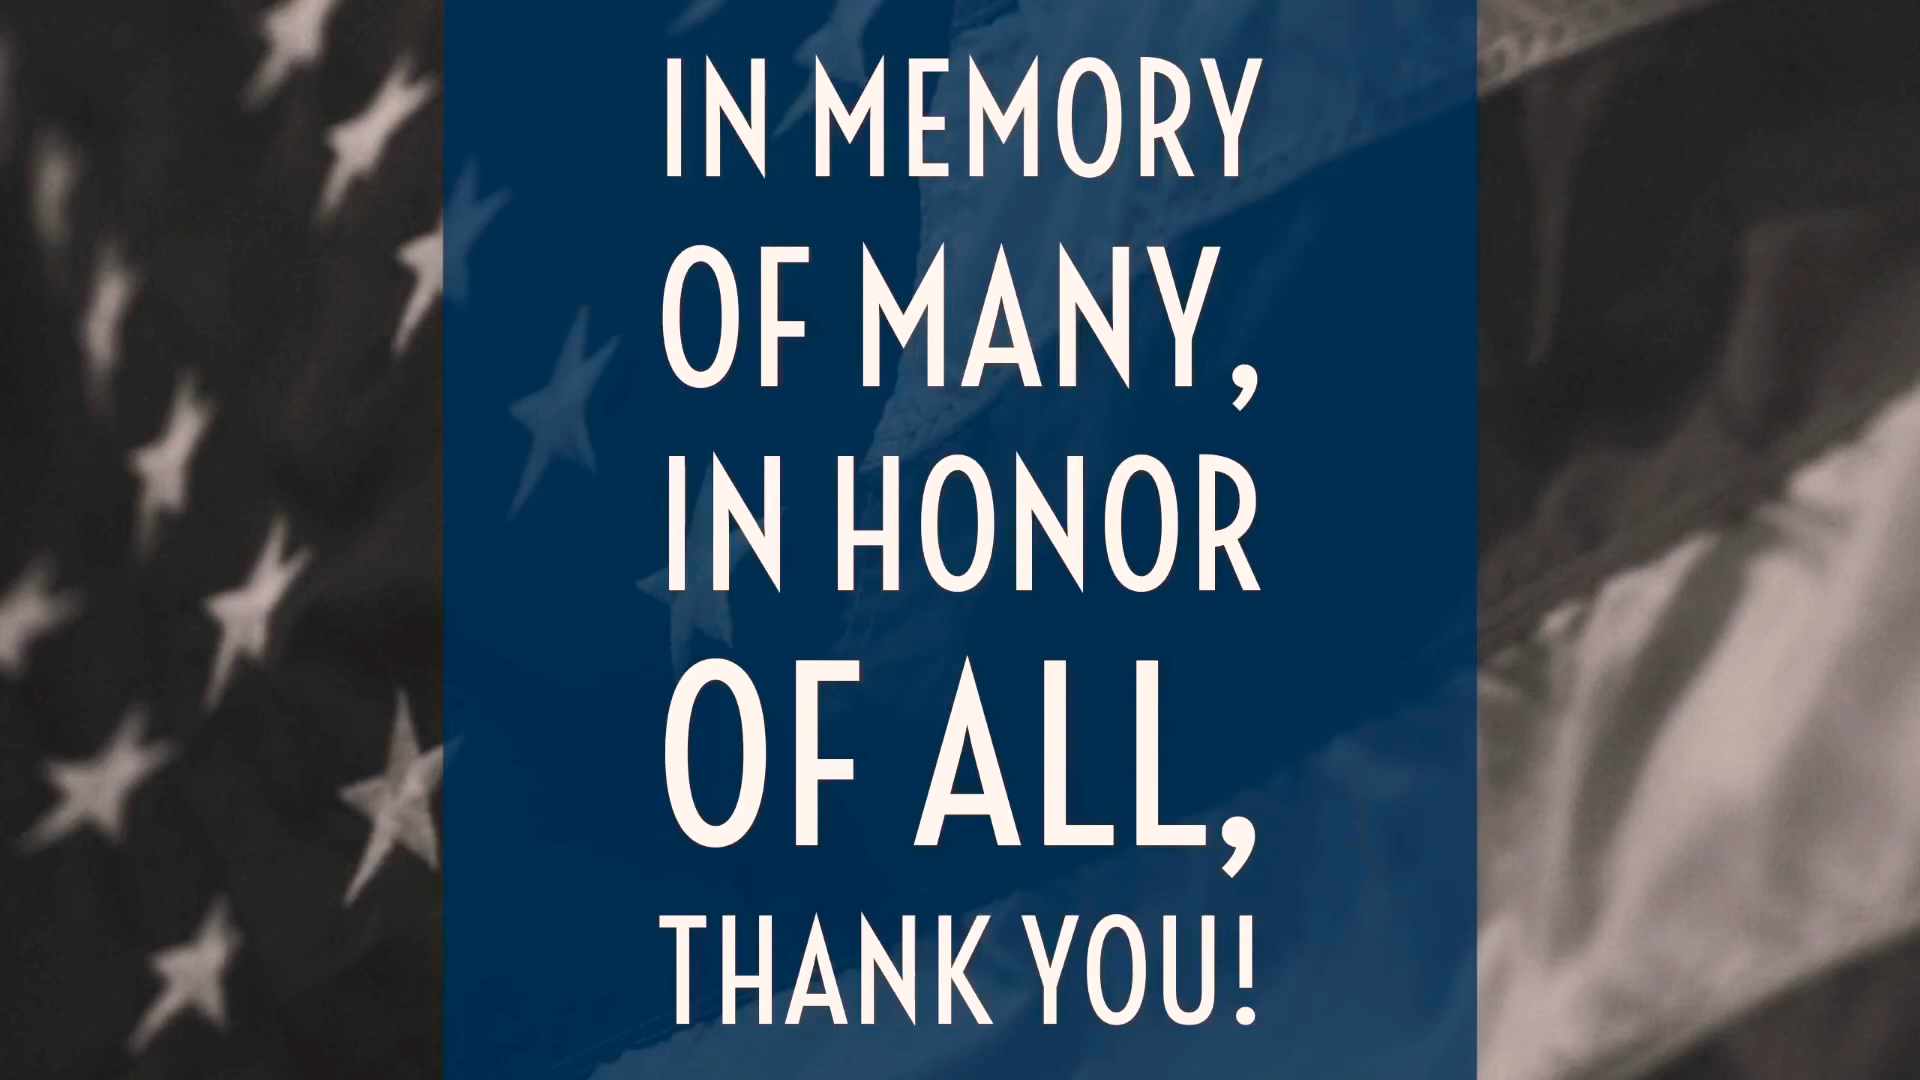 IN MEMORY
OF MANY,
IN HONOR
OF ALL,
THANK YOU!